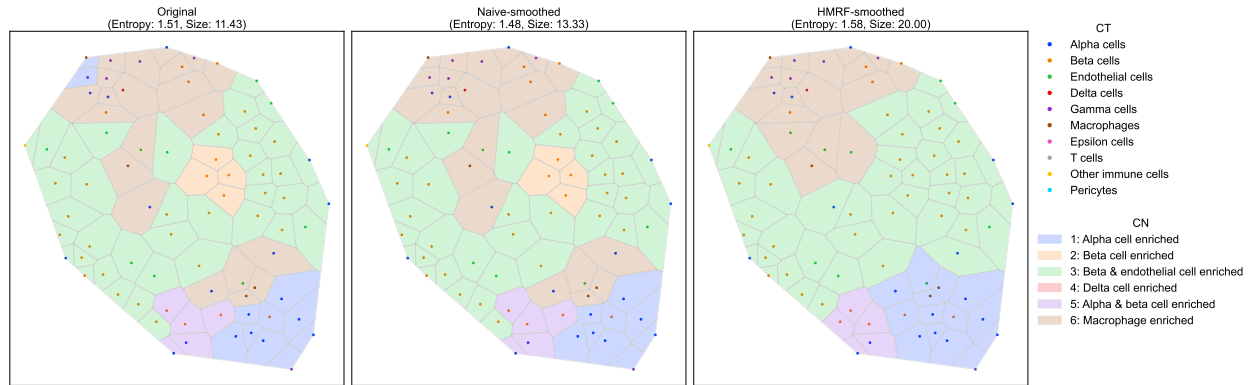 Original
(Entropy: 1.51, Size: 11.43)
Naive-smoothed
(Entropy: 1.48, Size: 13.33)
HMRF-smoothed
(Entropy: 1.58, Size: 20.00)
CT
Alpha cells
Beta cells
Endothelial cells
Delta cells
Gamma cells
Macrophages
Epsilon cells
T cells
Other immune cells
Pericytes
CN
1: Alpha cell enriched
2: Beta cell enriched
3: Beta & endothelial cell enriched
4: Delta cell enriched
5: Alpha & beta cell enriched
6: Macrophage enriched